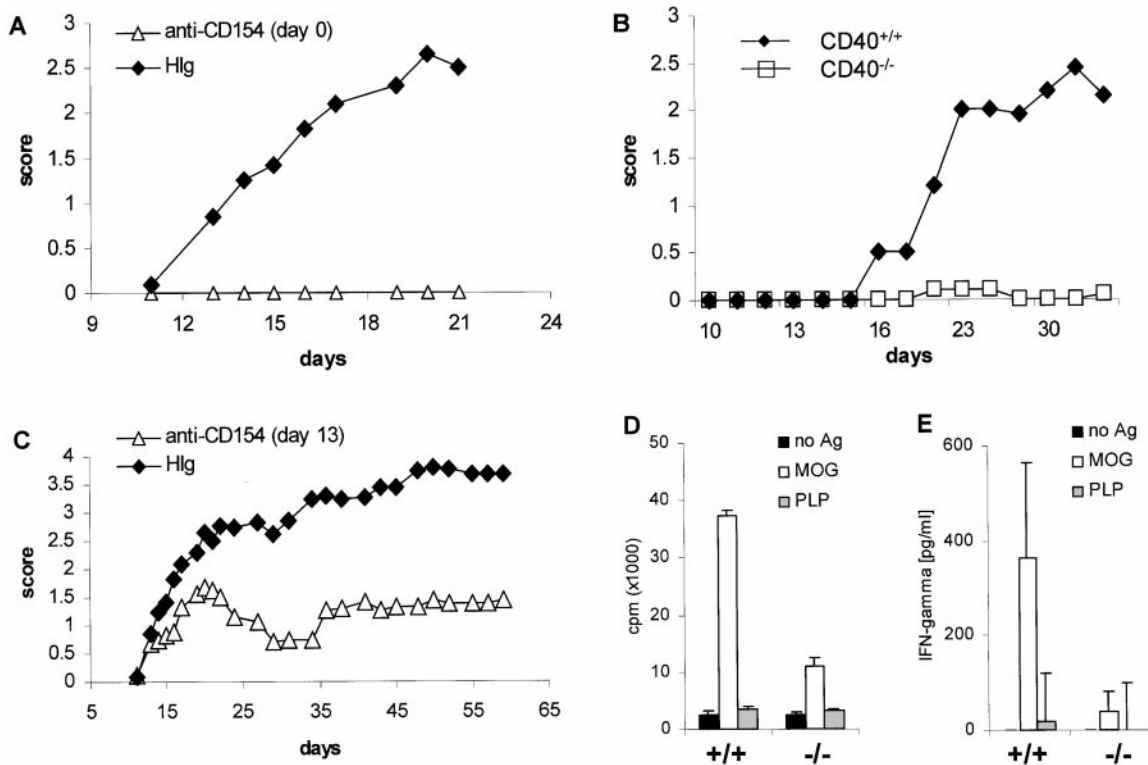 A
anti-CD154 (day 0)
HIg
3
2.5
2
1.5
1
0.5
0
score
9
12
15
18
21
24
days
B
CD40+/+
CD40-/-
3
2.5
2
1.5
1
0.5
0
score
10
13
16
23
30
days
C
anti-CD154 (day 13)
HIg
4
3.5
3
2.5
2
1.5
1
0.5
0
score
5
15
25
35
45
55
65
days
D
no Ag
MOG
PLP
50
40
30
20
10
0
cpm (x1000)
+/+
-/-
E
no Ag
MOG
PLP
600
400
200
0
IFN-gamma [pg/ml]
+/+
-/-